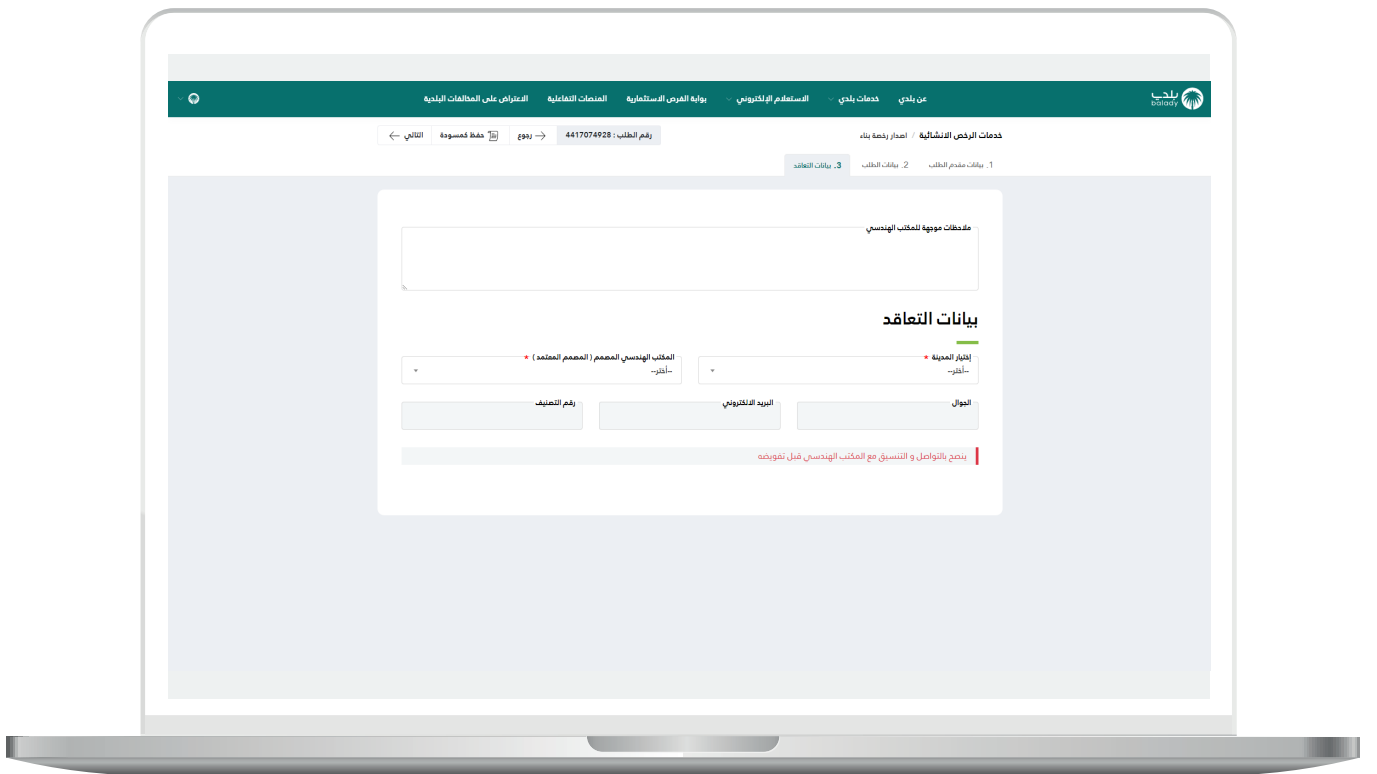 بلدي
balady
عن بلدي خدمات بلدي الاستعلام الإلكتروني بوابة الفرص الاستثمارية المنصات التفاعلية الاعتراض على المخالفات البلدية
خدمات الرخص الانشائية / اصدار رخصة بناء
رقم الطلب : 4417074928 رجوع حفظ كمسودة التالي
1. بيانات مقدم الطلب 2. بيانات الطلب 3. بيانات التعاقد
ملاحظات موجهة للمكتب الهندسي
بيانات التعاقد
إختيار المدينة * المكتب الهندسي المصمم ( المصمم المعتمد ) *
--أختر-- --أختر--
الجوال البريد الالكتروني رقم التصنيف
ينصح بالتواصل و التنسيق مع المكتب الهندسي قبل تفويضه